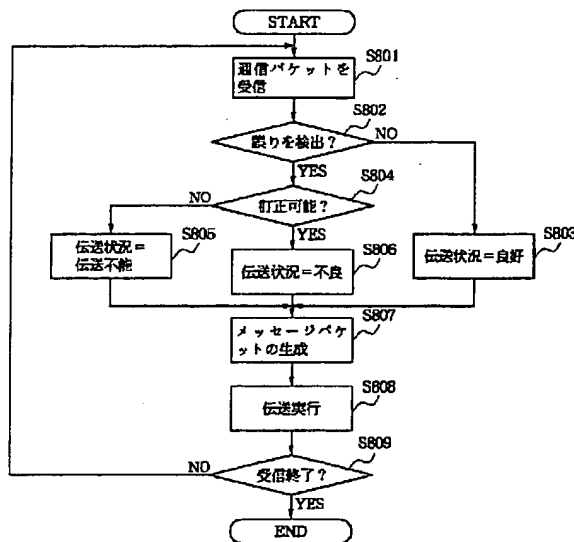 START
S801
通信パケットを
受信
S802
誤りを検出？
NO
YES
S804
NO
訂正可能？
YES
S805
伝送状況＝
伝送不能
S806
伝送状況＝不良
S803
伝送状況＝良好
S807
メッセージパケ
ットの生成
S808
伝送実行
S809
NO
受信終了？
YES
END